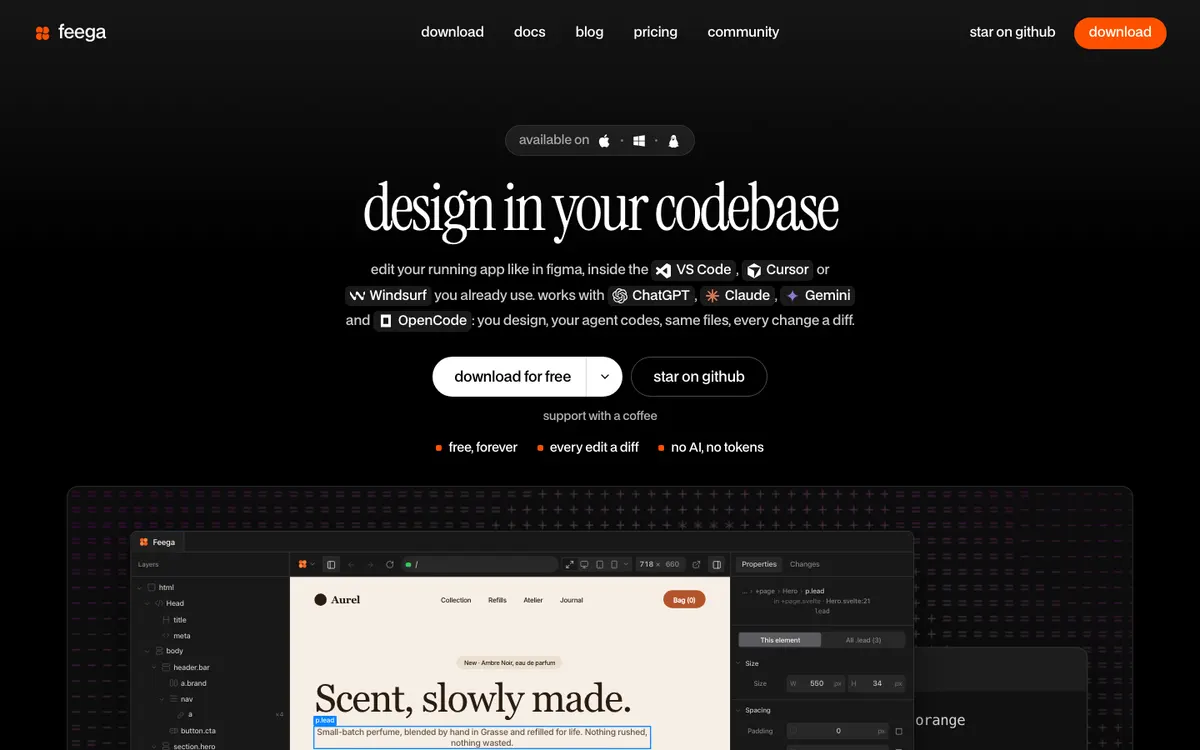 feega
download docs blog pricing community
star on github download
available on
design in your codebase
edit your running app like in figma, inside the VS Code, Cursor or
Windsurf you already use. works with ChatGPT, Claude, Gemini
and OpenCode: you design, your agent codes, same files, every change a diff.
download for free star on github
support with a coffee
free, forever every edit a diff no AI, no tokens
Feega
Layers
html
Head
title
meta
body
header.bar
a.brand
nav
a
button.cta
section.hero
/
718 × 660
Aurel
Collection Refills Atelier Journal
Bag (0)
New · Ambre Noir, eau de parfum
Scent, slowly made.
p.lead
Small-batch perfume, blended by hand in Grasse and refilled for life. Nothing rushed,
nothing wasted.
Properties Changes
… › +page › Hero › p.lead
in +page.svelte · Hero.svelte:21
.lead
This element All .lead (3)
Size
Size W 550 px H 34 px
Spacing
Padding 0 px
orange